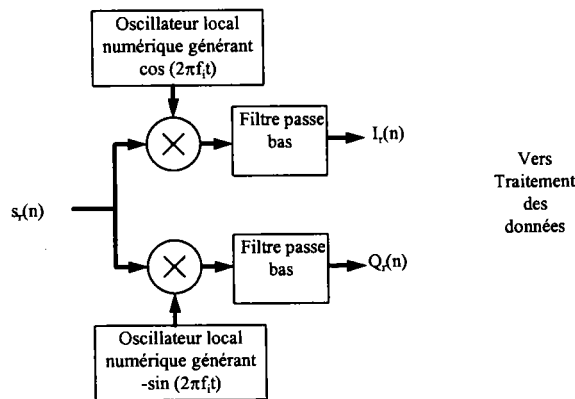 Oscillateur local
numérique générant
cos (2πfᵢt)
Filtre passe
bas
Iᵣ(n)
Vers
Traitement
des
données
sᵣ(n)
Filtre passe
bas
Qᵣ(n)
Oscillateur local
numérique générant
-sin (2πfᵢt)